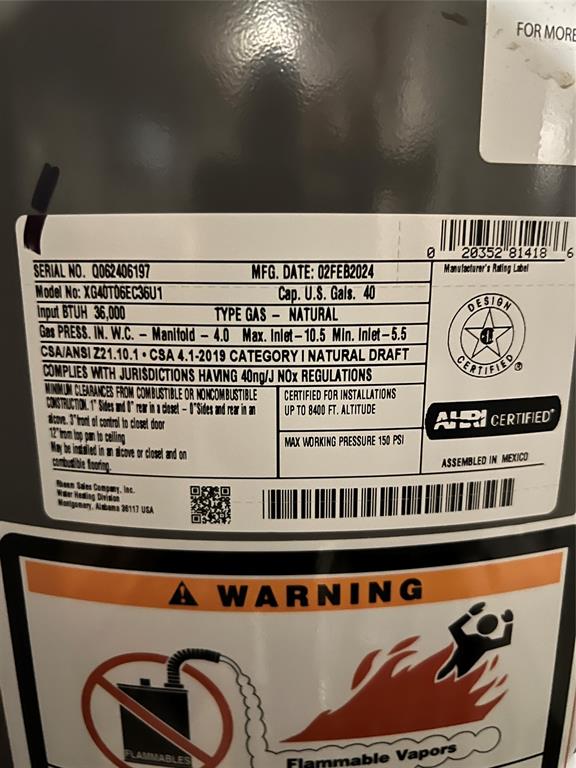 FOR MORE
0 20352 81418 6
SERIAL NO. Q062406197 MFG. DATE: 02FEB2024
Manufacturer's Rating Label
Model No: XG40T06EC36U1 Cap. U.S. Gals. 40
Input BTUH 36,000 TYPE GAS - NATURAL
Gas PRESS. IN. W.C. - Manifold - 4.0 Max. Inlet-10.5 Min. Inlet-5.5
CSA/ANSI Z21.10.1 • CSA 4.1-2019 CATEGORY I NATURAL DRAFT
COMPLIES WITH JURISDICTIONS HAVING 40ng/J NOx REGULATIONS
MINIMUM CLEARANCES FROM COMBUSTIBLE OR NONCOMBUSTIBLE
CONSTRUCTION. 1" Sides and 0" rear in a closet - 0"Sides and rear in an
alcove. 3"front of control to closet door
12"from top pan to ceiling
May be installed in an alcove or closet and on
combustible flooring.
CERTIFIED FOR INSTALLATIONS
UP TO 8400 FT. ALTITUDE
MAX WORKING PRESSURE 150 PSI
DESIGN
CERTIFIED®
AHRI CERTIFIED®
ASSEMBLED IN MEXICO
Rheem Sales Company, Inc.
Water Heating Division
Montgomery, Alabama 36117 USA
WARNING
FLAMMABLES
Flammable Vapors